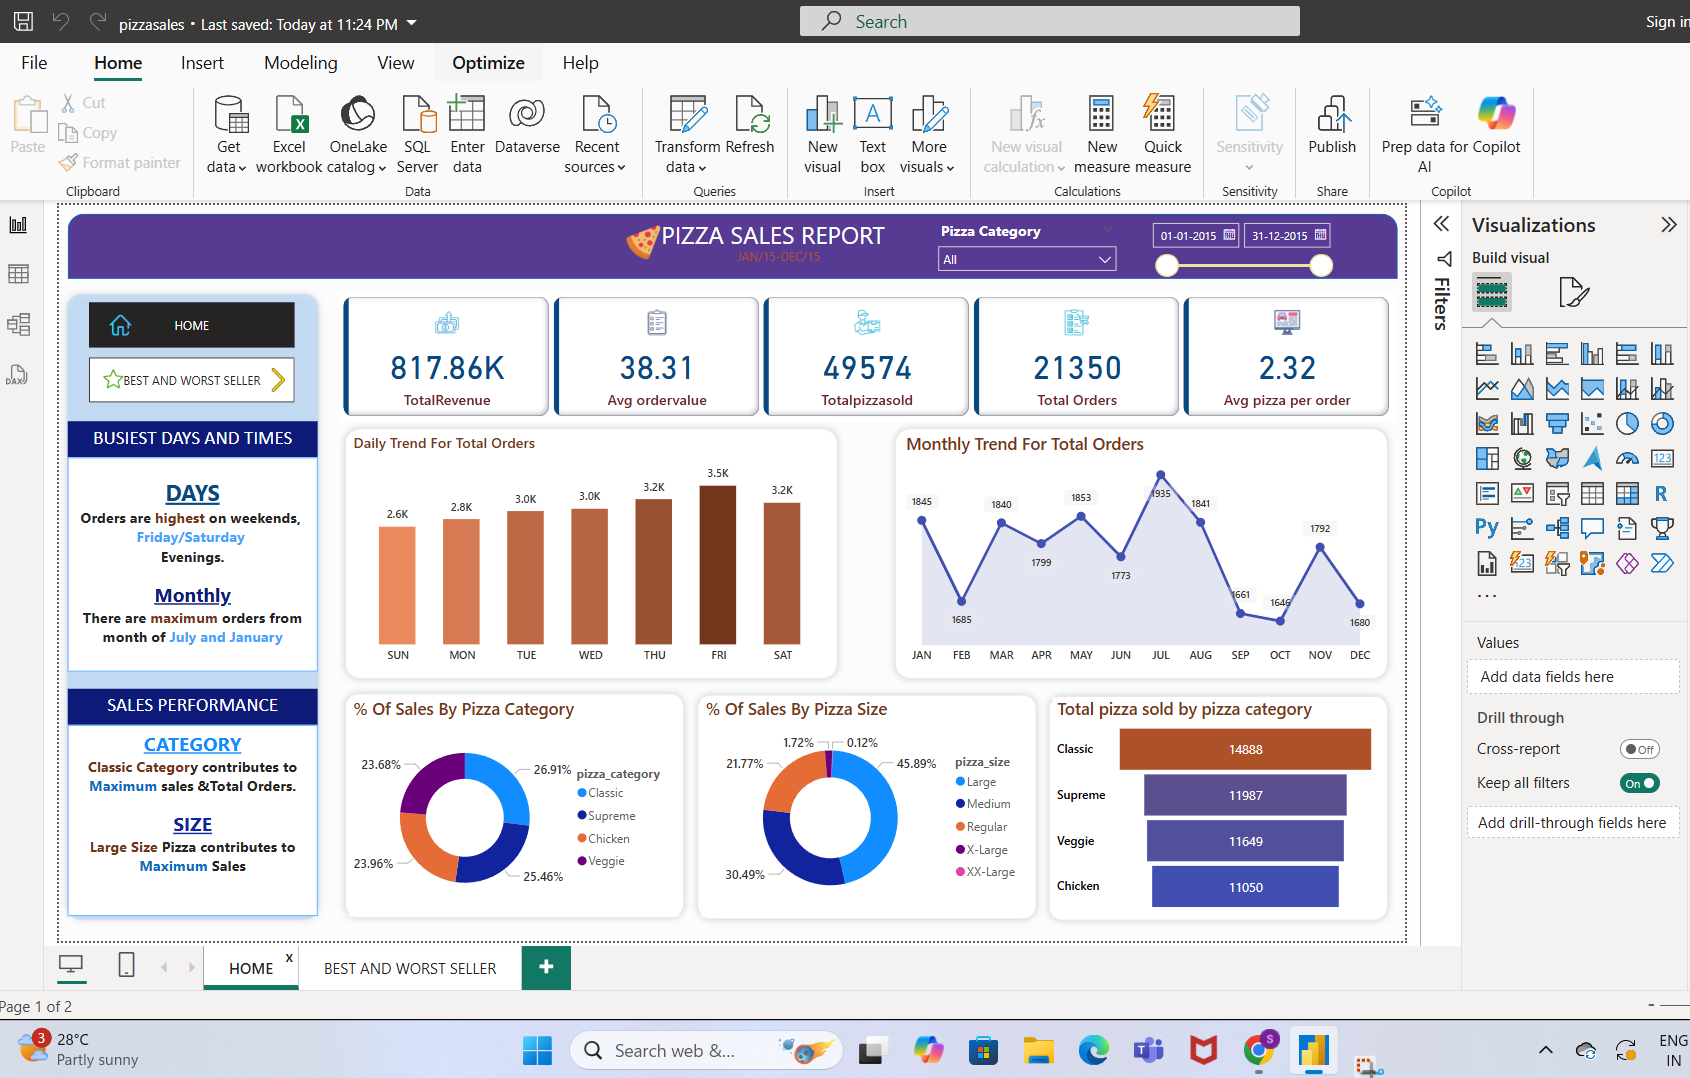 pizzasales • Last saved: Today at 11:24 PM
Search
Sign in
File
Home
Insert
Modeling
View
Optimize
Help
Paste
Cut
Copy
Format painter
Clipboard
Get data
Excel workbook
OneLake catalog
SQL Server
Enter data
Dataverse
Recent sources
Data
Transform data
Refresh
Queries
New visual
Text box
More visuals
Insert
New visual calculation
New measure
Quick measure
Calculations
Sensitivity
Sensitivity
Publish
Share
Prep data for AI
Copilot
Copilot
PIZZA SALES REPORT
JAN/15-DEC/15
Pizza Category
All
01-01-2015
31-12-2015
HOME
BEST AND WORST SELLER
BUSIEST DAYS AND TIMES
DAYS
Orders are highest on weekends,
Friday/Saturday
Evenings.
Monthly
There are maximum orders from
month of July and January
SALES PERFORMANCE
CATEGORY
Classic Category contributes to
Maximum sales &Total Orders.
SIZE
Large Size Pizza contributes to
Maximum Sales
817.86K
TotalRevenue
38.31
Avg ordervalue
49574
Totalpizzasold
21350
Total Orders
2.32
Avg pizza per order
Daily Trend For Total Orders
2.6K
2.8K
3.0K
3.0K
3.2K
3.5K
3.2K
SUN MON TUE WED THU FRI SAT
Monthly Trend For Total Orders
1845
1685
1840
1799
1853
1773
1935
1841
1661
1646
1792
1680
JAN FEB MAR APR MAY JUN JUL AUG SEP OCT NOV DEC
% Of Sales By Pizza Category
23.68%
26.91%
23.96%
25.46%
pizza_category
Classic
Supreme
Chicken
Veggie
% Of Sales By Pizza Size
1.72%
0.12%
21.77%
45.89%
30.49%
pizza_size
Large
Medium
Regular
X-Large
XX-Large
Total pizza sold by pizza category
Classic 14888
Supreme 11987
Veggie 11649
Chicken 11050
Filters
Visualizations
Build visual
123
R
Py
123
...
Values
Add data fields here
Drill through
Cross-report
Off
Keep all filters
On
Add drill-through fields here
DAX
HOME
x
BEST AND WORST SELLER
+
Page 1 of 2
-
3
28°C
Partly sunny
Search web &...
S
ENG
IN